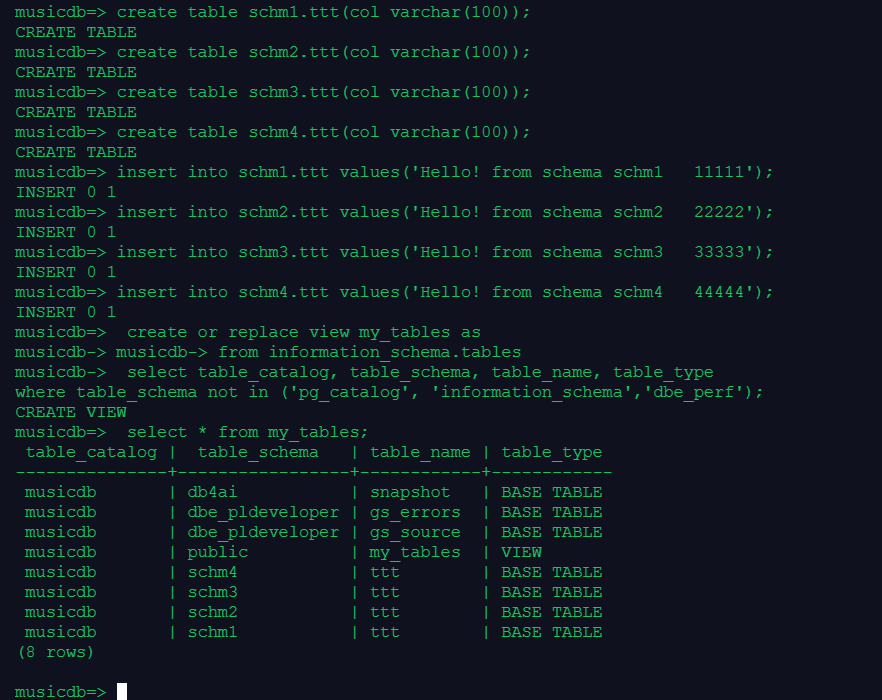 musicdb=> create table schm1.ttt(col varchar(100));
CREATE TABLE
musicdb=> create table schm2.ttt(col varchar(100));
CREATE TABLE
musicdb=> create table schm3.ttt(col varchar(100));
CREATE TABLE
musicdb=> create table schm4.ttt(col varchar(100));
CREATE TABLE
musicdb=> insert into schm1.ttt values('Hello! from schema schm1   11111');
INSERT 0 1
musicdb=> insert into schm2.ttt values('Hello! from schema schm2   22222');
INSERT 0 1
musicdb=> insert into schm3.ttt values('Hello! from schema schm3   33333');
INSERT 0 1
musicdb=> insert into schm4.ttt values('Hello! from schema schm4   44444');
INSERT 0 1
musicdb=>  create or replace view my_tables as
musicdb-> musicdb-> from information_schema.tables
musicdb->  select table_catalog, table_schema, table_name, table_type
where table_schema not in ('pg_catalog', 'information_schema','dbe_perf');
CREATE VIEW
musicdb=>  select * from my_tables;
 table_catalog |  table_schema   | table_name | table_type
---------------+-----------------+------------+------------
 musicdb       | db4ai           | snapshot   | BASE TABLE
 musicdb       | dbe_pldeveloper | gs_errors  | BASE TABLE
 musicdb       | dbe_pldeveloper | gs_source  | BASE TABLE
 musicdb       | public          | my_tables  | VIEW
 musicdb       | schm4           | ttt        | BASE TABLE
 musicdb       | schm3           | ttt        | BASE TABLE
 musicdb       | schm2           | ttt        | BASE TABLE
 musicdb       | schm1           | ttt        | BASE TABLE
(8 rows)
musicdb=>